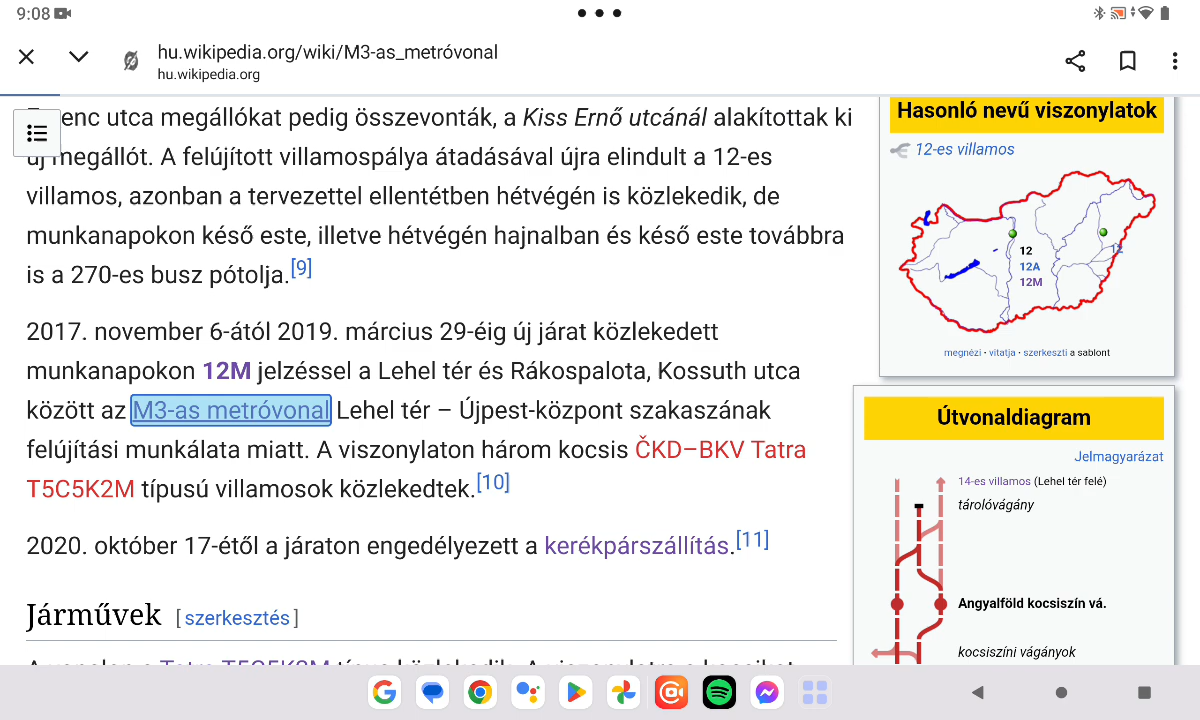 9:08
hu.wikipedia.org/wiki/M3-as_metróvonal
hu.wikipedia.org
utca megállókat pedig összevonták, a Kiss Ernő utcánál alakítottak ki
új megállót. A felújított villamospálya átadásával újra elindult a 12-es
villamos, azonban a tervezettel ellentétben hétvégén is közlekedik, de
munkanapokon késő este, illetve hétvégén hajnalban és késő este továbbra
is a 270-es busz pótolja.[9]
2017. november 6-ától 2019. március 29-éig új járat közlekedett
munkanapokon 12M jelzéssel a Lehel tér és Rákospalota, Kossuth utca
között az M3-as metróvonal Lehel tér – Újpest-központ szakaszának
felújítási munkálata miatt. A viszonylaton három kocsis ČKD–BKV Tatra
T5C5K2M típusú villamosok közlekedtek.[10]
2020. október 17-étől a járaton engedélyezett a kerékpárszállítás.[11]
Járművek [ szerkesztés ]
Hasonló nevű viszonylatok
12-es villamos
12
12
12A
12M
megnézi · vitatja · szerkeszti a sablont
Útvonaldiagram
Jelmagyarázat
14-es villamos (Lehel tér felé)
tárolóvágány
Angyalföld kocsiszín vá.
kocsiszíni vágányok